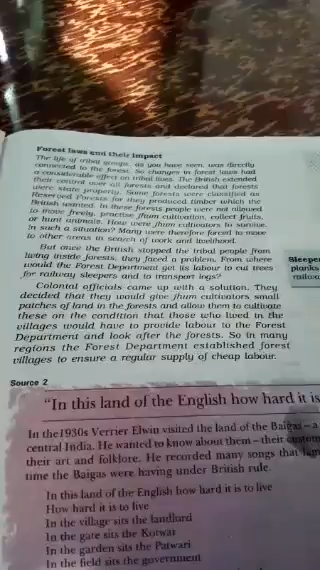 Forest laws and their impact
The life of tribal groups, as you have seen, was directly
connected to the forest. So changes in forest laws had
a considerable effect on tribal lives. The British extended
their control over all forests and declared that forests
were state property. Some forests were classified as
Reserved Forests for they produced timber which the
British wanted. In these forests people were not allowed
to move freely, practise jhum cultivation, collect fruits,
or hunt animals. How were jhum cultivators to survive
in such a situation? Many were therefore forced to move
to other areas in search of work and livelihood.
But once the British stopped the tribal people from
living inside forests, they faced a problem. From where
would the Forest Department get its labour to cut trees
for railway sleepers and to transport logs?
Colonial officials came up with a solution. They
decided that they would give jhum cultivators small
patches of land in the forests and allow them to cultivate
these on the condition that those who lived in the
villages would have to provide labour to the Forest
Department and look after the forests. So in many
regions the Forest Department established forest
villages to ensure a regular supply of cheap labour.
Sleeper
planks
railwa
Source 2
"In this land of the English how hard it is
In the1930s Verrier Elwin visited the land of the Baigas – a
central India. He wanted to know about them – their custom
their art and folklore. He recorded many songs that
time the Baigas were having under British rule.
In this land of the English how hard it is to live
How hard it is to live
In the village sits the landlord
In the gate sits the Kotwar
In the garden sits the Patwari
In the field sits the government